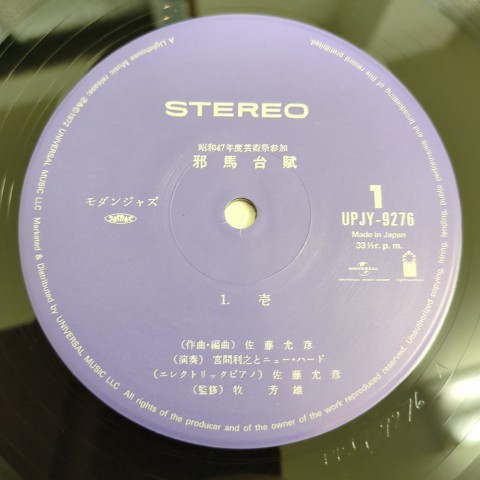 STEREO
昭和47年度芸術祭参加
邪馬台賦
モダンジャズ
JASRAC
1
UPJY-9276
Made in Japan
33⅓r.p.m.
UNIVERSAL
1. 壱
(作曲・編曲) 佐藤允彦
(演奏) 宮間利之とニュー・ハード
(エレクトリックピアノ) 佐藤允彦
(監修) 牧 芳雄
A Lighthouse Music release; ℗©1972 UNIVERSAL MUSIC LLC Marketed & Distributed by UNIVERSAL MUSIC LLC All rights of the producer and of the owner of the work reproduced reserved. Unauthorized copying, hiring, lending, public performance and broadcasting of this record prohibited.